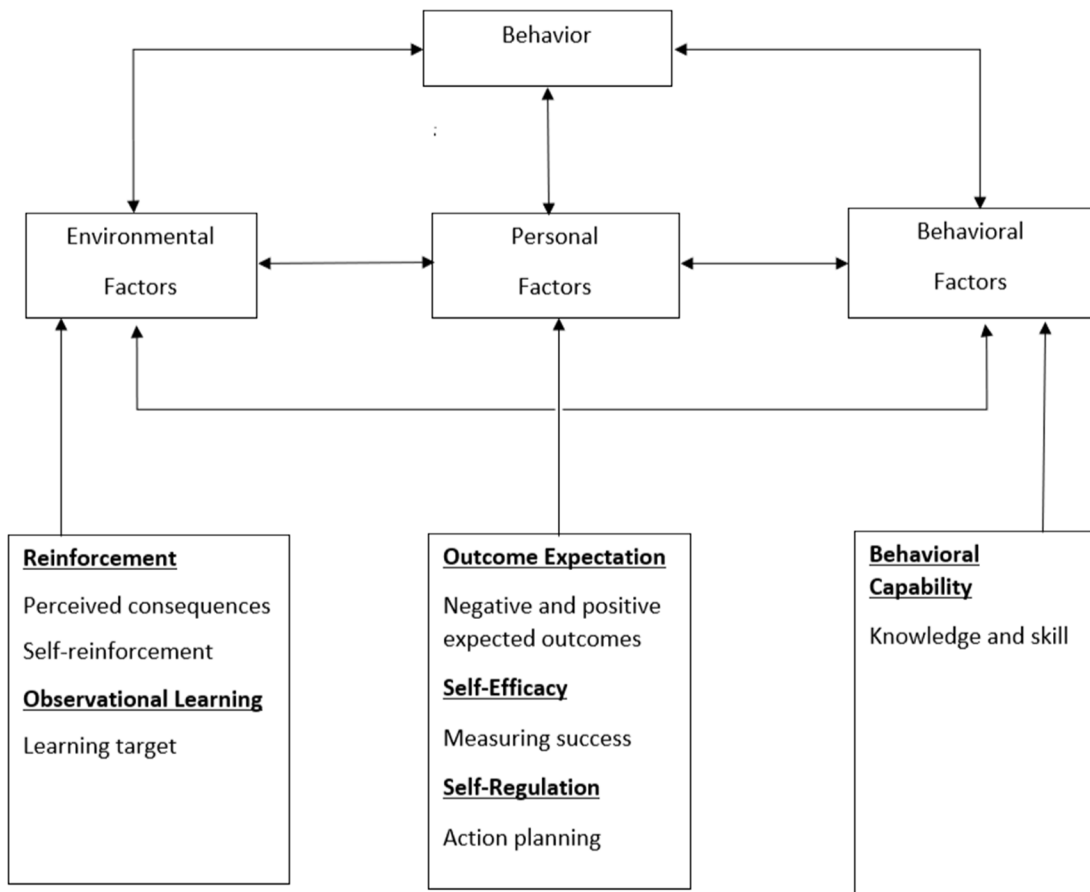 Behavior
;
Environmental
Factors
Personal
Factors
Behavioral
Factors
Reinforcement
Perceived consequences
Self-reinforcement
Observational Learning
Learning target
Outcome Expectation
Negative and positive
expected outcomes
Self-Efficacy
Measuring success
Self-Regulation
Action planning
Behavioral
Capability
Knowledge and skill